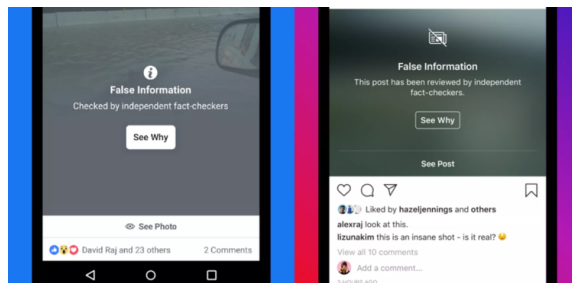 False Information
Checked by independent fact-checkers
See Why
See Photo
David Raj and 23 others
2 Comments
False Information
This post has been reviewed by independent
fact-checkers.
See Why
See Post
Liked by hazeljennings and others
alexraj look at this.
lizunakim this is an insane shot - is it real? 😉
View all 10 comments
Add a comment...
2 HOURS AGO